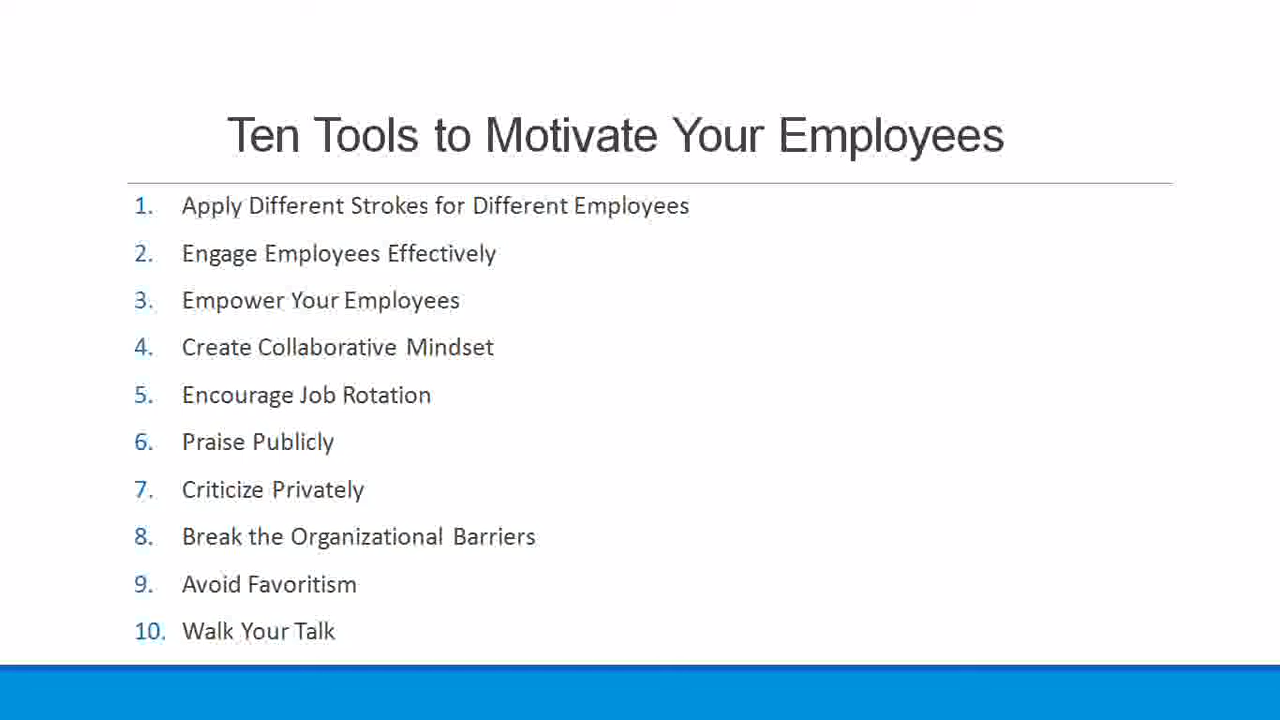 Ten Tools to Motivate Your Employees
1. Apply Different Strokes for Different Employees
2. Engage Employees Effectively
3. Empower Your Employees
4. Create Collaborative Mindset
5. Encourage Job Rotation
6. Praise Publicly
7. Criticize Privately
8. Break the Organizational Barriers
9. Avoid Favoritism
10. Walk Your Talk